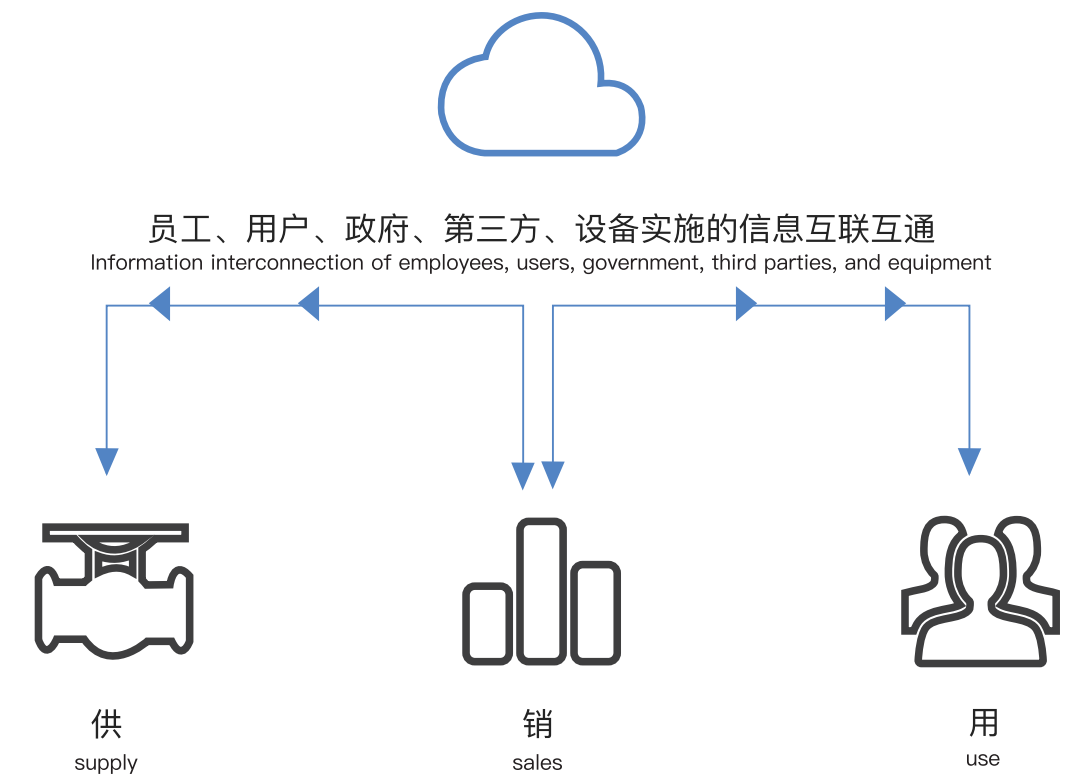 员工、用户、政府、第三方、设备实施的信息互联互通
Information interconnection of employees, users, government, third parties, and equipment
供
supply
销
sales
用
use